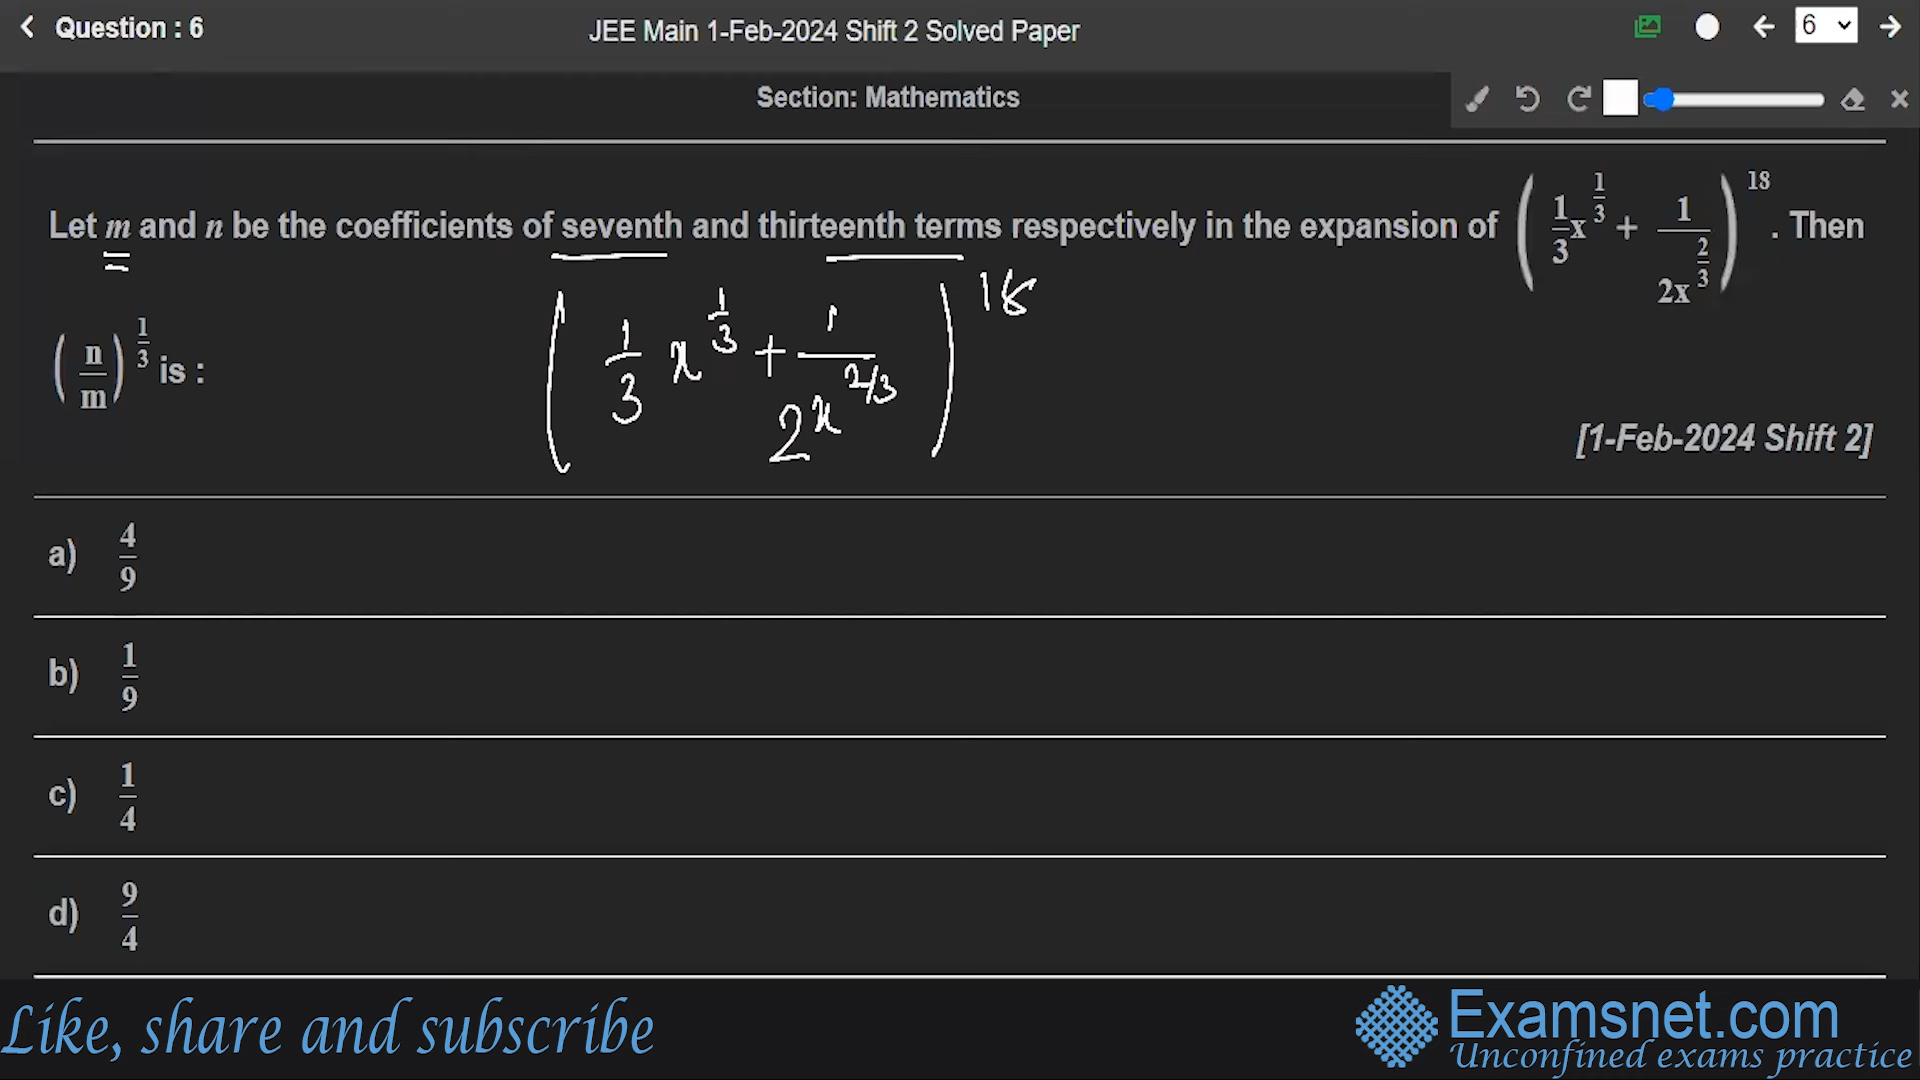 Question : 6
JEE Main 1-Feb-2024 Shift 2 Solved Paper
6
Section: Mathematics
Let m and n be the coefficients of seventh and thirteenth terms respectively in the expansion of (1/3 x^(1/3) + 1/(2x^(2/3)))^18. Then
(n/m)^(1/3) is :
(1/3 x^(1/3) + 1/(2x^(2/3)))^18
[1-Feb-2024 Shift 2]
a) 4/9
b) 1/9
c) 1/4
d) 9/4
Like, share and subscribe
Examsnet.com
Unconfined exams practice